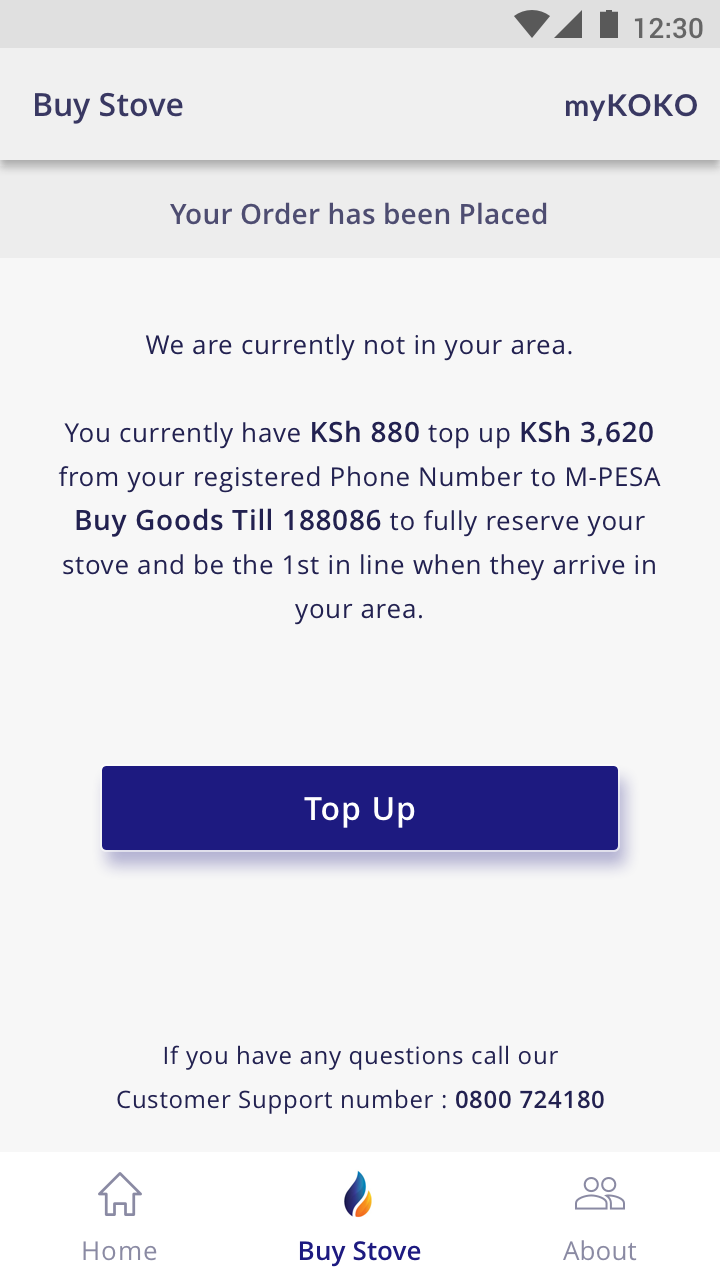 12:30
Buy Stove
myKOKO
Your Order has been Placed
We are currently not in your area.
You currently have KSh 880 top up KSh 3,620
from your registered Phone Number to M-PESA
Buy Goods Till 188086 to fully reserve your
stove and be the 1st in line when they arrive in
your area.
Top Up
If you have any questions call our
Customer Support number : 0800 724180
Home
Buy Stove
About